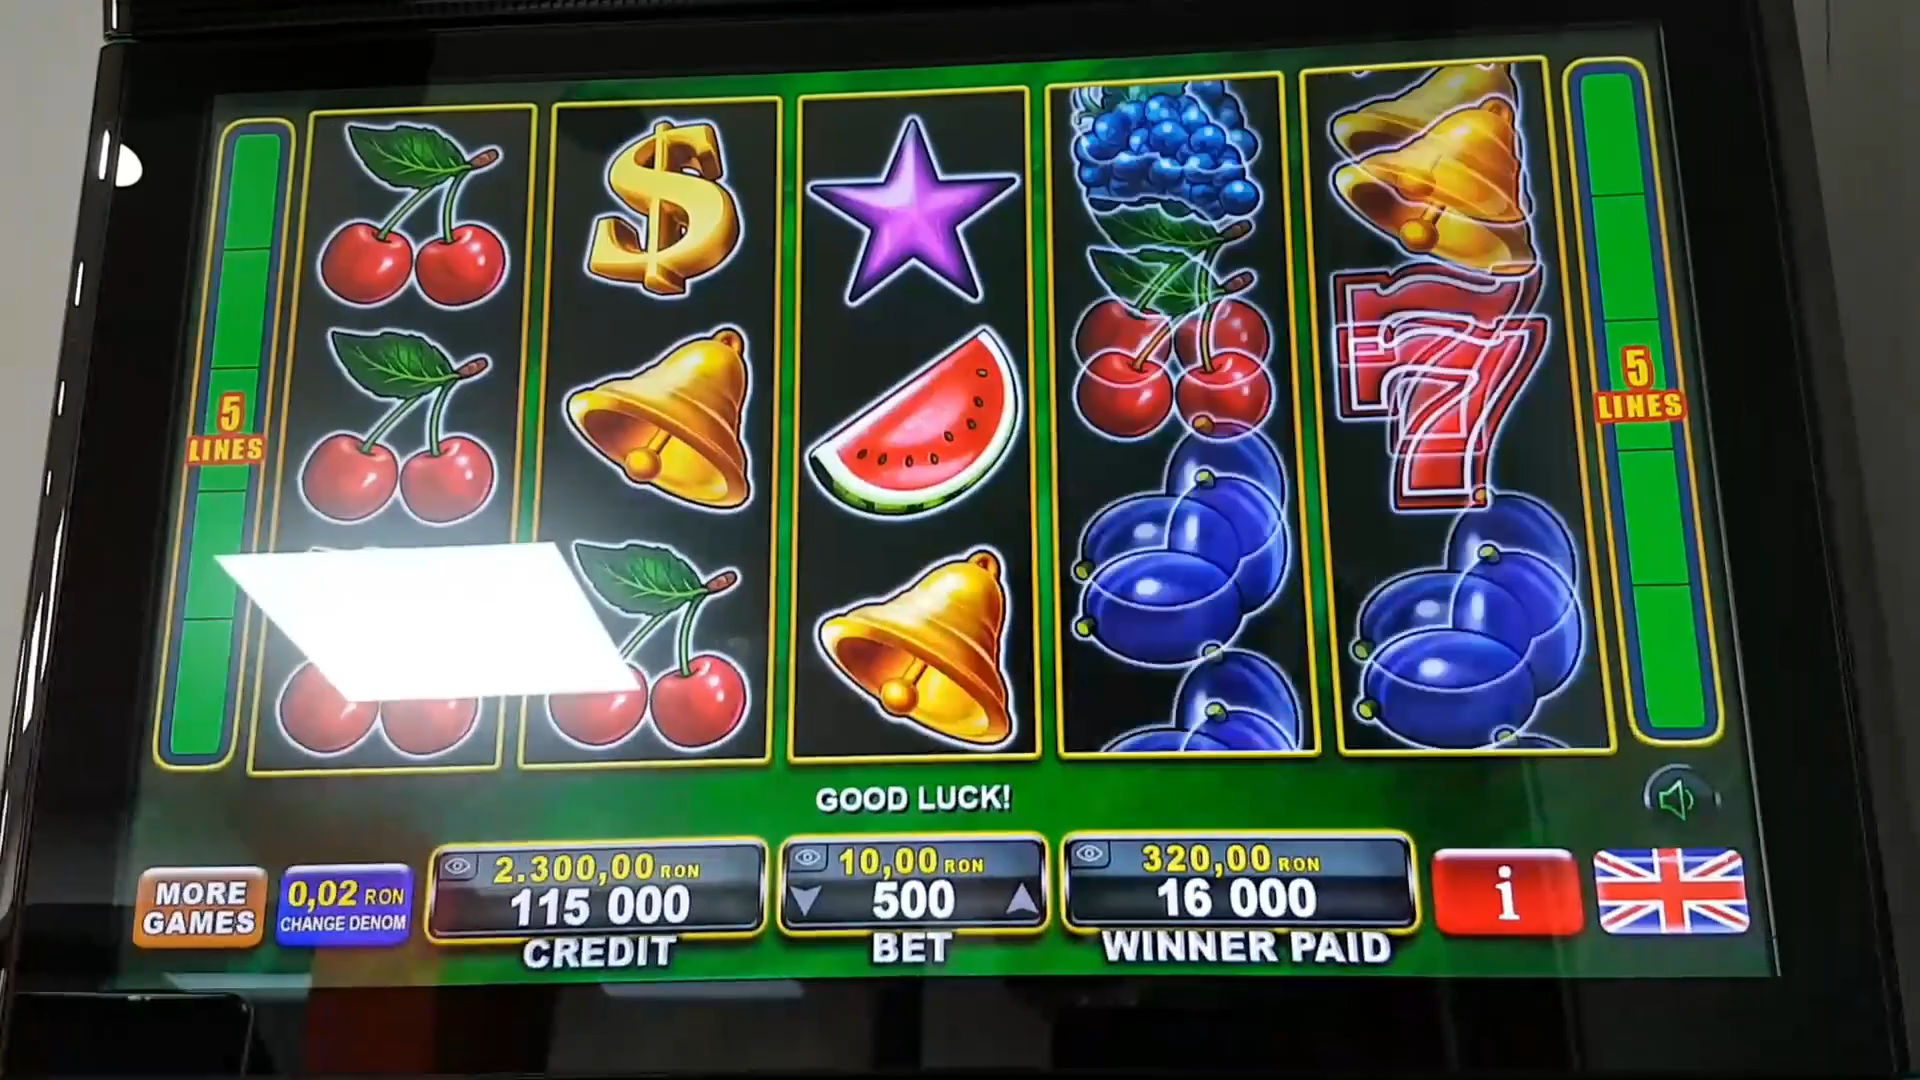 5
LINES
5
LINES
GOOD LUCK!
MORE
GAMES
0,02 RON
CHANGE DENOM
2.300,00 RON
115 000
CREDIT
10,00 RON
500
BET
320,00 RON
16 000
WINNER PAID
i